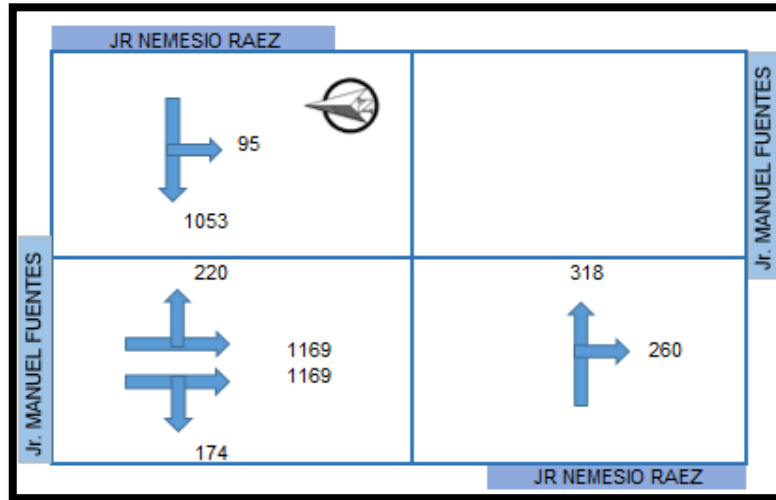 JR NEMESIO RAEZ
Jr. MANUEL FUENTES
95
1053
Jr. MANUEL FUENTES
220
318
1169
260
1169
174
JR NEMESIO RAEZ